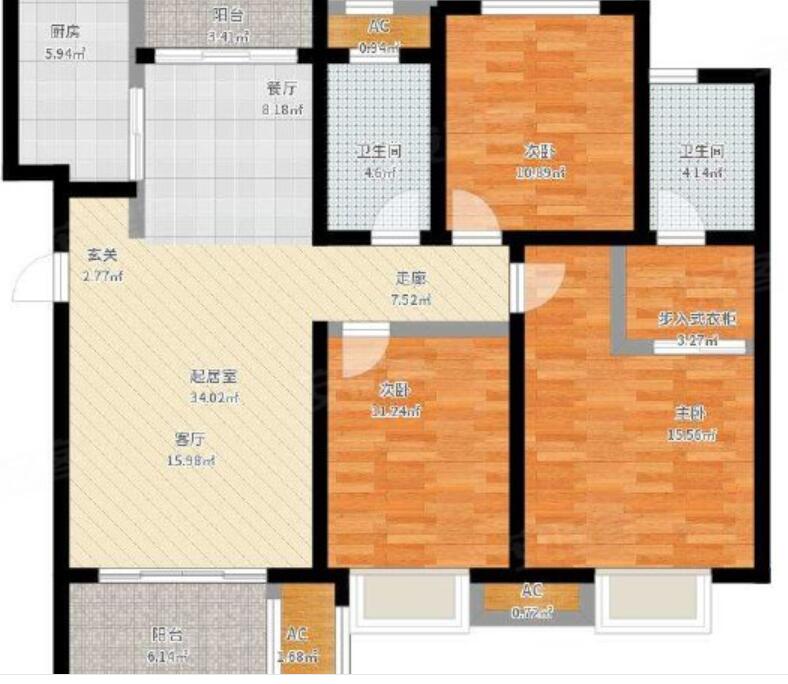 阳台
3.41㎡
AC
0.94㎡
厨房
5.94㎡
餐厅
8.18㎡
卫生间
4.6㎡
次卧
10.89㎡
卫生间
4.14㎡
玄关
2.77㎡
走廊
7.52㎡
步入式衣柜
3.27㎡
起居室
34.02㎡
次卧
11.24㎡
主卧
15.56㎡
客厅
15.98㎡
AC
0.72㎡
阳台
6.14㎡
AC
1.68㎡